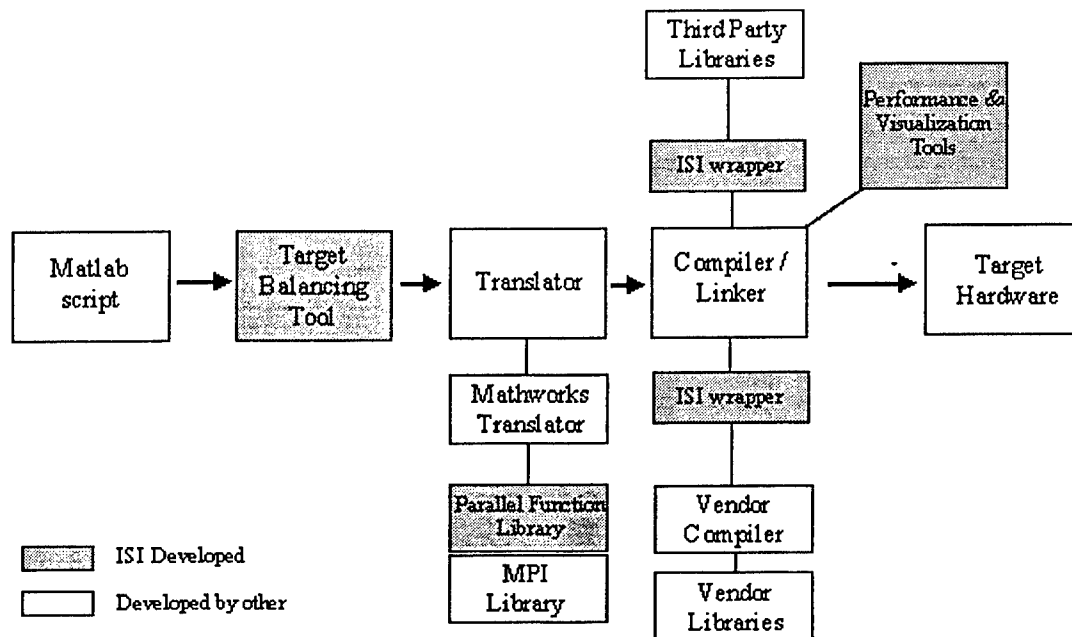 Third Party
Libraries
Performance &
Visualization
Tools
ISI wrapper
Matlab
script
Target
Balancing
Tool
Translator
Compiler /
Linker
Target
Hardware
Mathworks
Translator
ISI wrapper
Parallel Function
Library
MPI
Library
Vendor
Compiler
Vendor
Libraries
ISI Developed
Developed by other